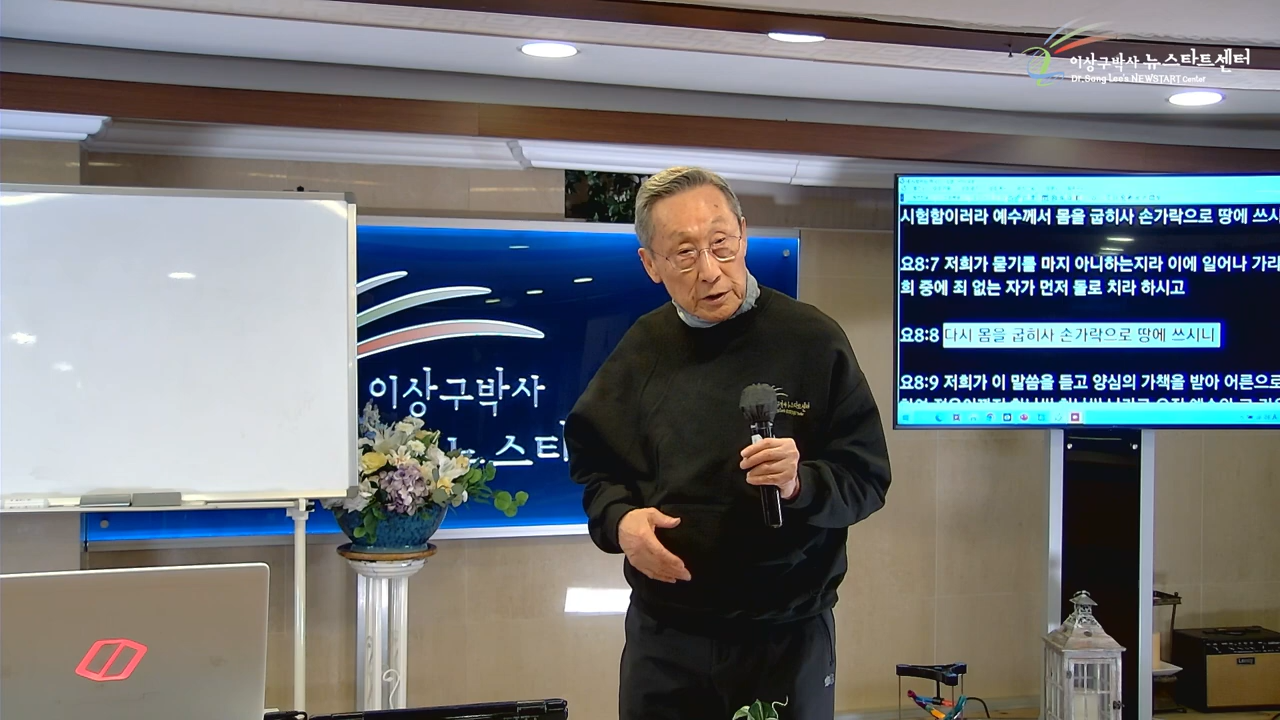 이상구박사 뉴스타트센터
Dr. Sang Lee's NEWSTART Center
시험함이러라 예수께서 몸을 굽히사 손가락으로 땅에 쓰시
요8:7 저희가 묻기를 마지 아니하는지라 이에 일어나 가라
희 중에 죄 없는 자가 먼저 돌로 치라 하시고
요8:8 다시 몸을 굽히사 손가락으로 땅에 쓰시니
요8:9 저희가 이 말씀을 듣고 양심의 가책을 받아 어른으로
이상구박사
뉴스타